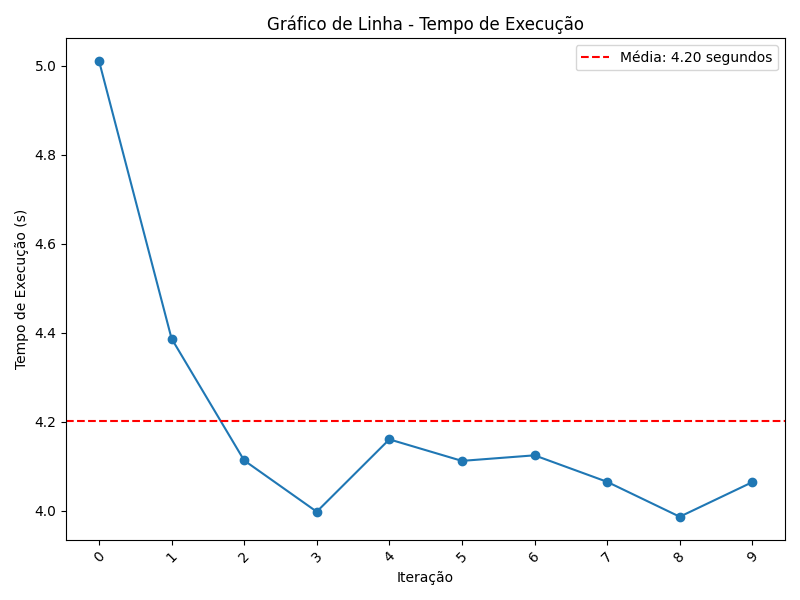 Gráfico de Linha - Tempo de Execução
Média: 4.20 segundos
Tempo de Execução (s)
5.0
4.8
4.6
4.4
4.2
4.0
0 1 2 3 4 5 6 7 8 9
Iteração